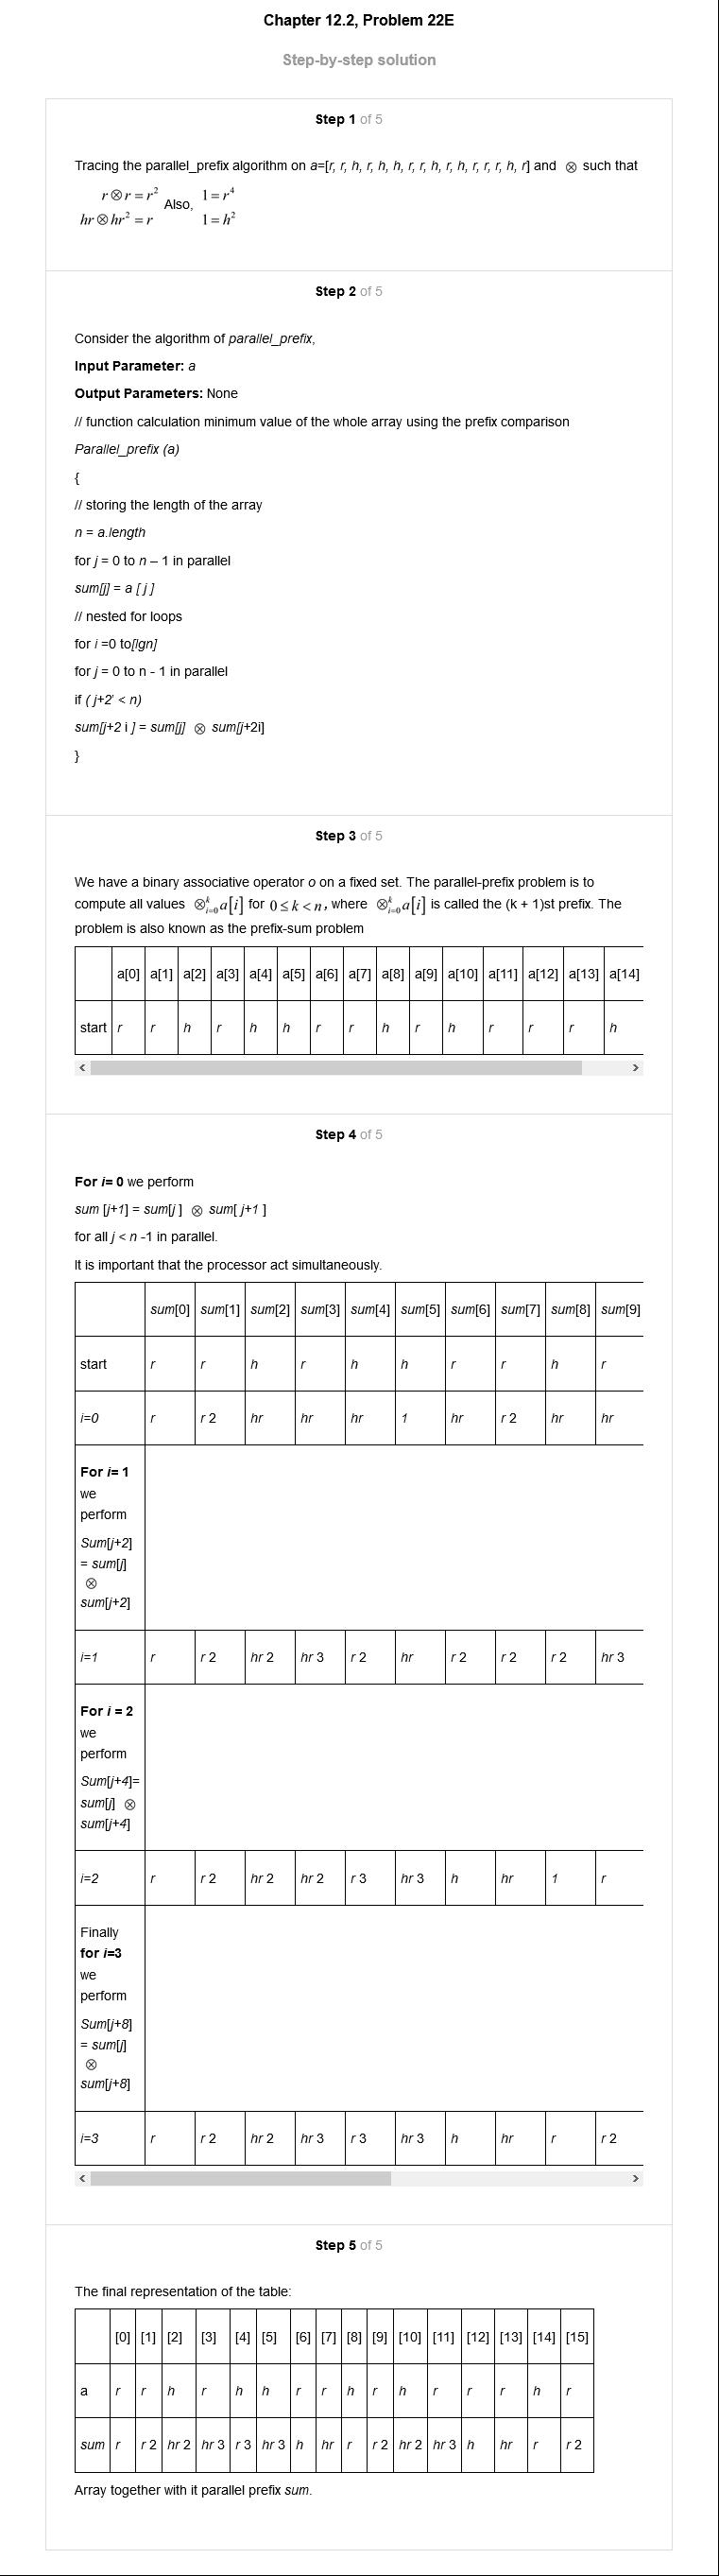 Chapter 12.2, Problem 22E
Step-by-step solution
Step 1 of 5
Tracing the parallel_prefix algorithm on a=[r, r, h, r, h, h, r, r, h, r, h, r, r, r, h, r] and ⊗ such that
r⊗r = r² Also, 1 = r⁴
hr⊗hr² = r 1 = h²
Step 2 of 5
Consider the algorithm of parallel_prefix,
Input Parameter: a
Output Parameters: None
// function calculation minimum value of the whole array using the prefix comparison
Parallel_prefix (a)
{
// storing the length of the array
n = a.length
for j = 0 to n – 1 in parallel
sum[j] = a [ j ]
// nested for loops
for i =0 to[lgn]
for j = 0 to n - 1 in parallel
if ( j+2' < n)
sum[j+2 i ] = sum[j] ⊗ sum[j+2i]
}
Step 3 of 5
We have a binary associative operator o on a fixed set. The parallel-prefix problem is to
compute all values ⊗ᵏᵢ₌₀ a[i] for 0 ≤ k < n, where ⊗ᵏᵢ₌₀ a[i] is called the (k + 1)st prefix. The
problem is also known as the prefix-sum problem
a[0] a[1] a[2] a[3] a[4] a[5] a[6] a[7] a[8] a[9] a[10] a[11] a[12] a[13] a[14]
start r r h r h h r r h r h r r r h
Step 4 of 5
For i= 0 we perform
sum [j+1] = sum[j ] ⊗ sum[ j+1 ]
for all j < n -1 in parallel.
It is important that the processor act simultaneously.
sum[0] sum[1] sum[2] sum[3] sum[4] sum[5] sum[6] sum[7] sum[8] sum[9]
start r r h r h h r r h r
i=0 r r 2 hr hr hr 1 hr r 2 hr hr
For i= 1
we
perform
Sum[j+2]
= sum[j]
⊗
sum[j+2]
i=1 r r 2 hr 2 hr 3 r 2 hr r 2 r 2 r 2 hr 3
For i = 2
we
perform
Sum[j+4]=
sum[j] ⊗
sum[j+4]
i=2 r r 2 hr 2 hr 2 r 3 hr 3 h hr 1 r
Finally
for i=3
we
perform
Sum[j+8]
= sum[j]
⊗
sum[j+8]
i=3 r r 2 hr 2 hr 3 r 3 hr 3 h hr r r 2
Step 5 of 5
The final representation of the table:
[0] [1] [2] [3] [4] [5] [6] [7] [8] [9] [10] [11] [12] [13] [14] [15]
a r r h r h h r r h r h r r r h r
sum r r 2 hr 2 hr 3 r 3 hr 3 h hr r r 2 hr 2 hr 3 h hr r r 2
Array together with it parallel prefix sum.